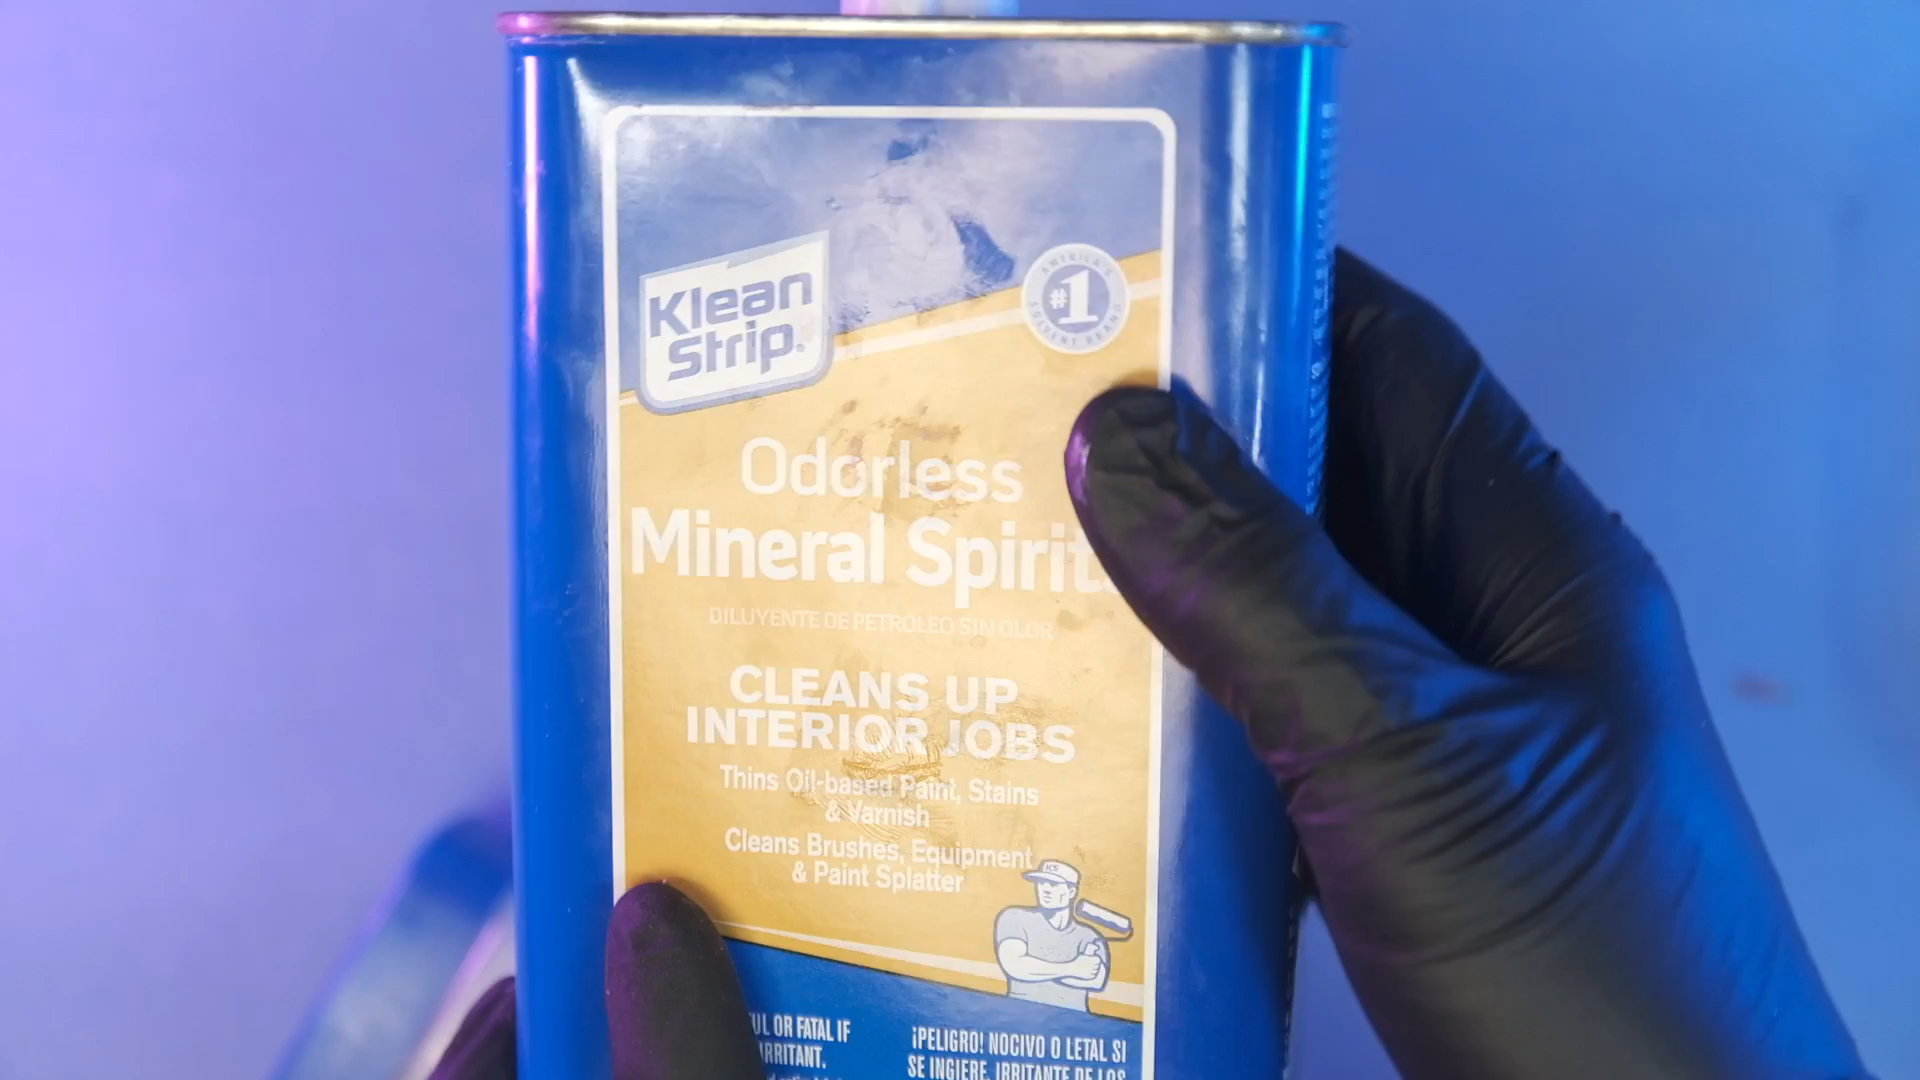 Klean
Strip.
AMERICA'S
#1
SOLVENT BRAND
Odorless
Mineral Spirit
DILUYENTE DE PETRÓLEO SIN OLOR
CLEANS UP
INTERIOR JOBS
Thins Oil-based Paint, Stains
& Varnish
Cleans Brushes, Equipment
& Paint Splatter
KS
UL OR FATAL IF
IRRITANT.
¡PELIGRO! NOCIVO O LETAL SI
SE INGIERE. IRRITANTE DE LOS